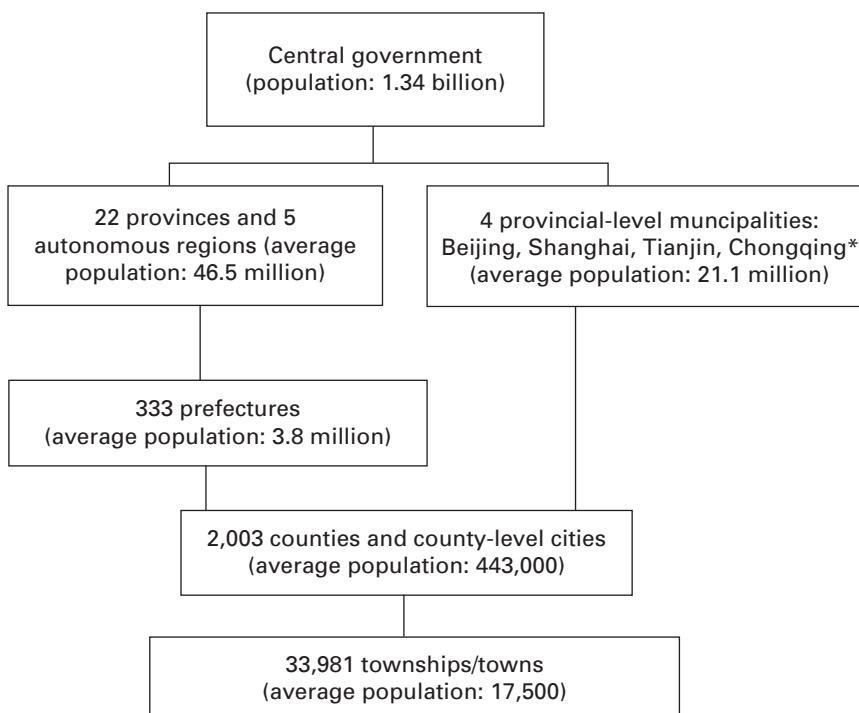 Central government
(population: 1.34 billion)
22 provinces and 5
autonomous regions (average
population: 46.5 million)
4 provincial-level muncipalities:
Beijing, Shanghai, Tianjin, Chongqing*
(average population: 21.1 million)
333 prefectures
(average population: 3.8 million)
2,003 counties and county-level cities
(average population: 443,000)
33,981 townships/towns
(average population: 17,500)